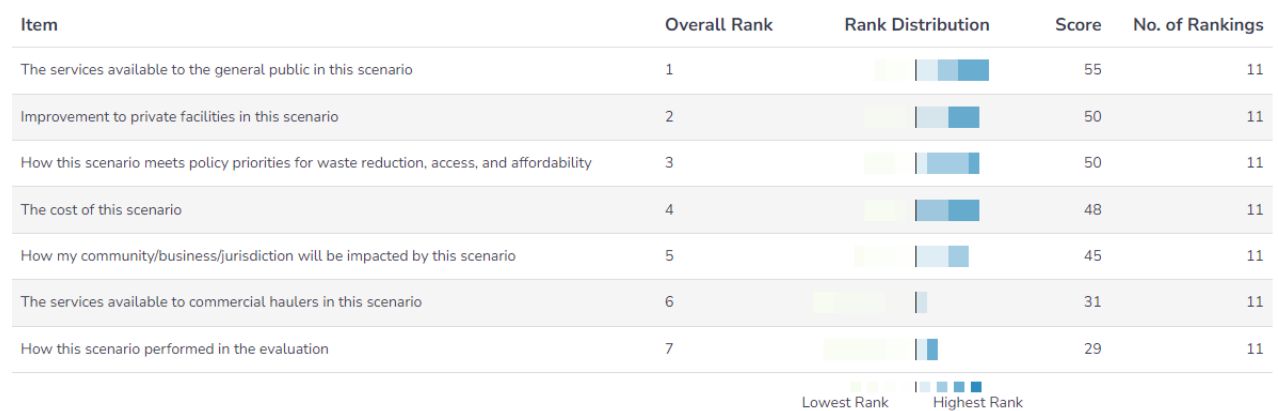 Item Overall Rank Rank Distribution Score No. of Rankings
The services available to the general public in this scenario 1 55 11
Improvement to private facilities in this scenario 2 50 11
How this scenario meets policy priorities for waste reduction, access, and affordability 3 50 11
The cost of this scenario 4 48 11
How my community/business/jurisdiction will be impacted by this scenario 5 45 11
The services available to commercial haulers in this scenario 6 31 11
How this scenario performed in the evaluation 7 29 11
Lowest Rank Highest Rank